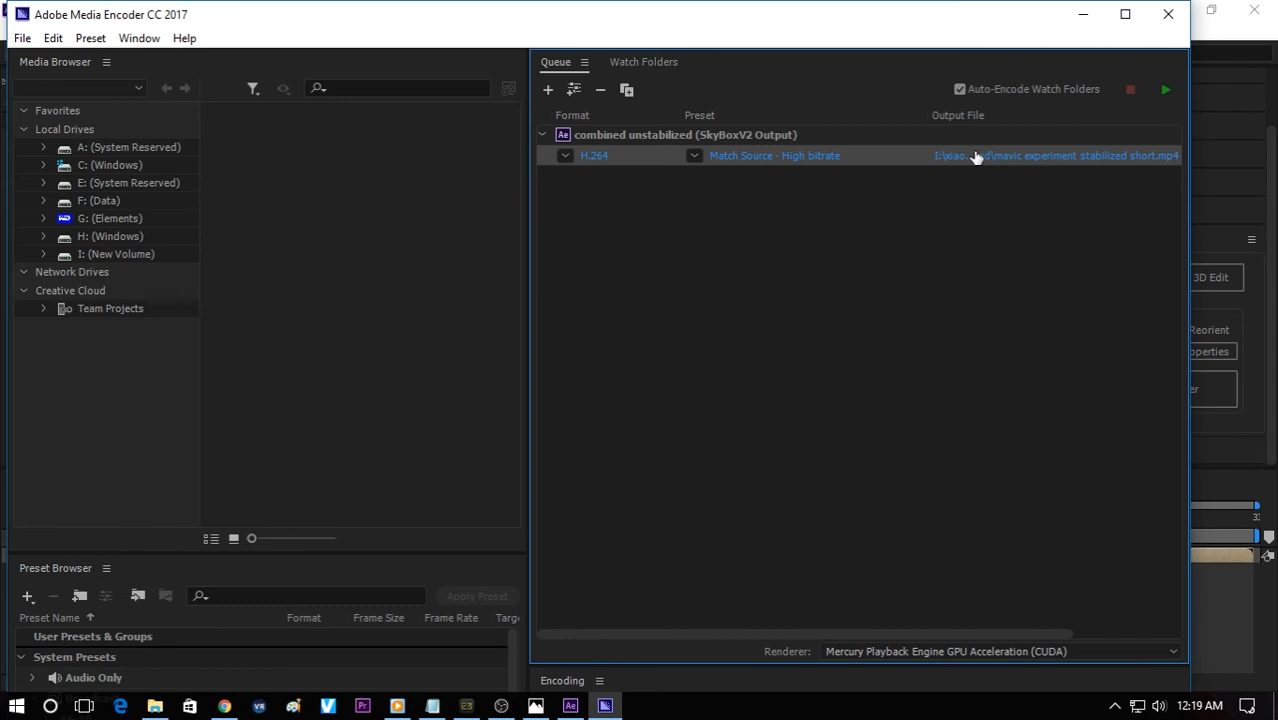 Adobe Media Encoder CC 2017
File Edit Preset Window Help
Media Browser
Favorites
Local Drives
A: (System Reserved)
C: (Windows)
E: (System Reserved)
F: (Data)
G: (Elements)
H: (Windows)
I: (New Volume)
Network Drives
Creative Cloud
Team Projects
Queue Watch Folders
Auto-Encode Watch Folders
Format Preset Output File
Ae combined unstabilized (SkyBoxV2 Output)
H.264 Match Source - High bitrate I:\xiao... d\mavic experiment stabilized short.mp4
Renderer: Mercury Playback Engine GPU Acceleration (CUDA)
Encoding
Preset Browser
Apply Preset
Preset Name Format Frame Size Frame Rate Targ
User Presets & Groups
System Presets
Audio Only
3D Edit
Reorient
operties
er
12:19 AM